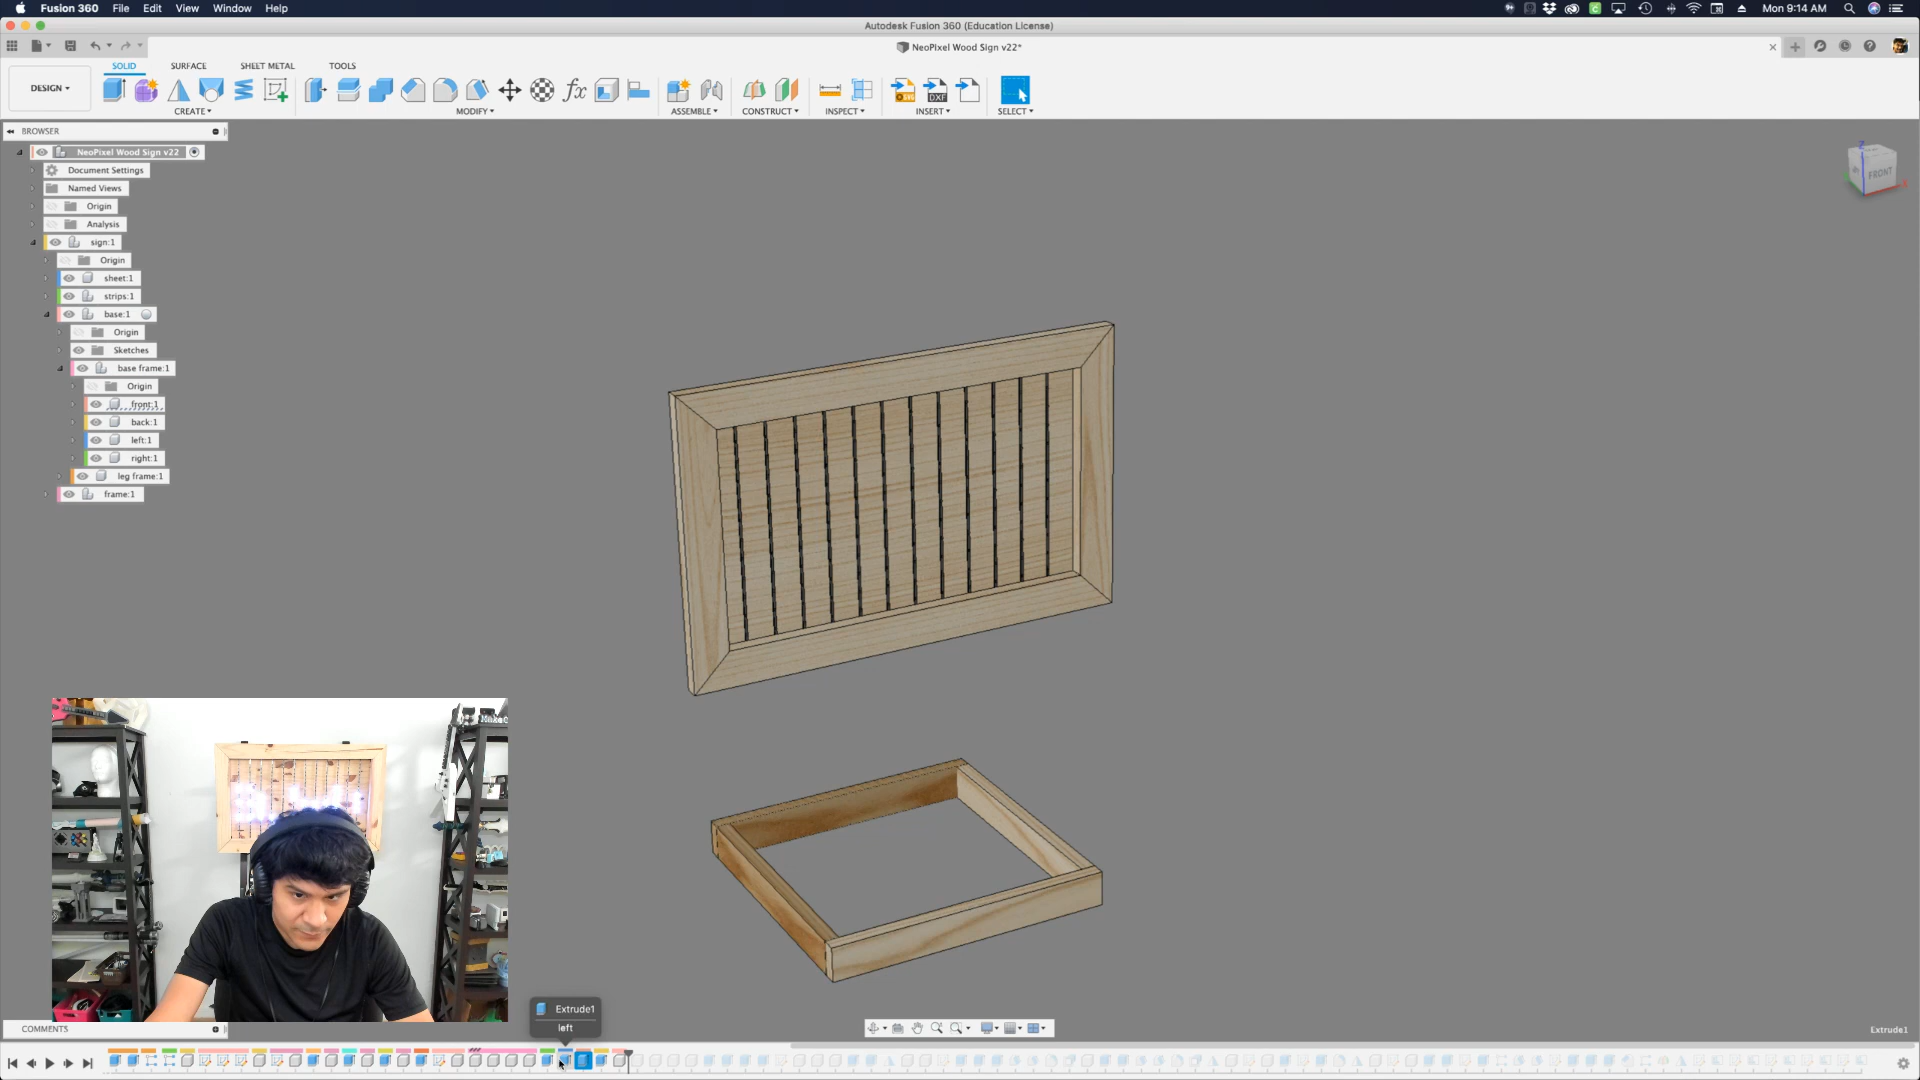 Fusion 360 File Edit View Window Help Mon 9:14 AM
Autodesk Fusion 360 (Education License)
NeoPixel Wood Sign v22*
SOLID SURFACE SHEET METAL TOOLS
DESIGN
CREATE MODIFY ASSEMBLE CONSTRUCT INSPECT INSERT SELECT
BROWSER
NeoPixel Wood Sign v22
Document Settings
Named Views
Origin
Analysis
sign:1
Origin
sheet:1
strips:1
base:1
Origin
Sketches
base frame:1
Origin
front:1
back:1
left:1
right:1
leg frame:1
frame:1
FRONT
Z
Extrude1
left
COMMENTS
Extrude1